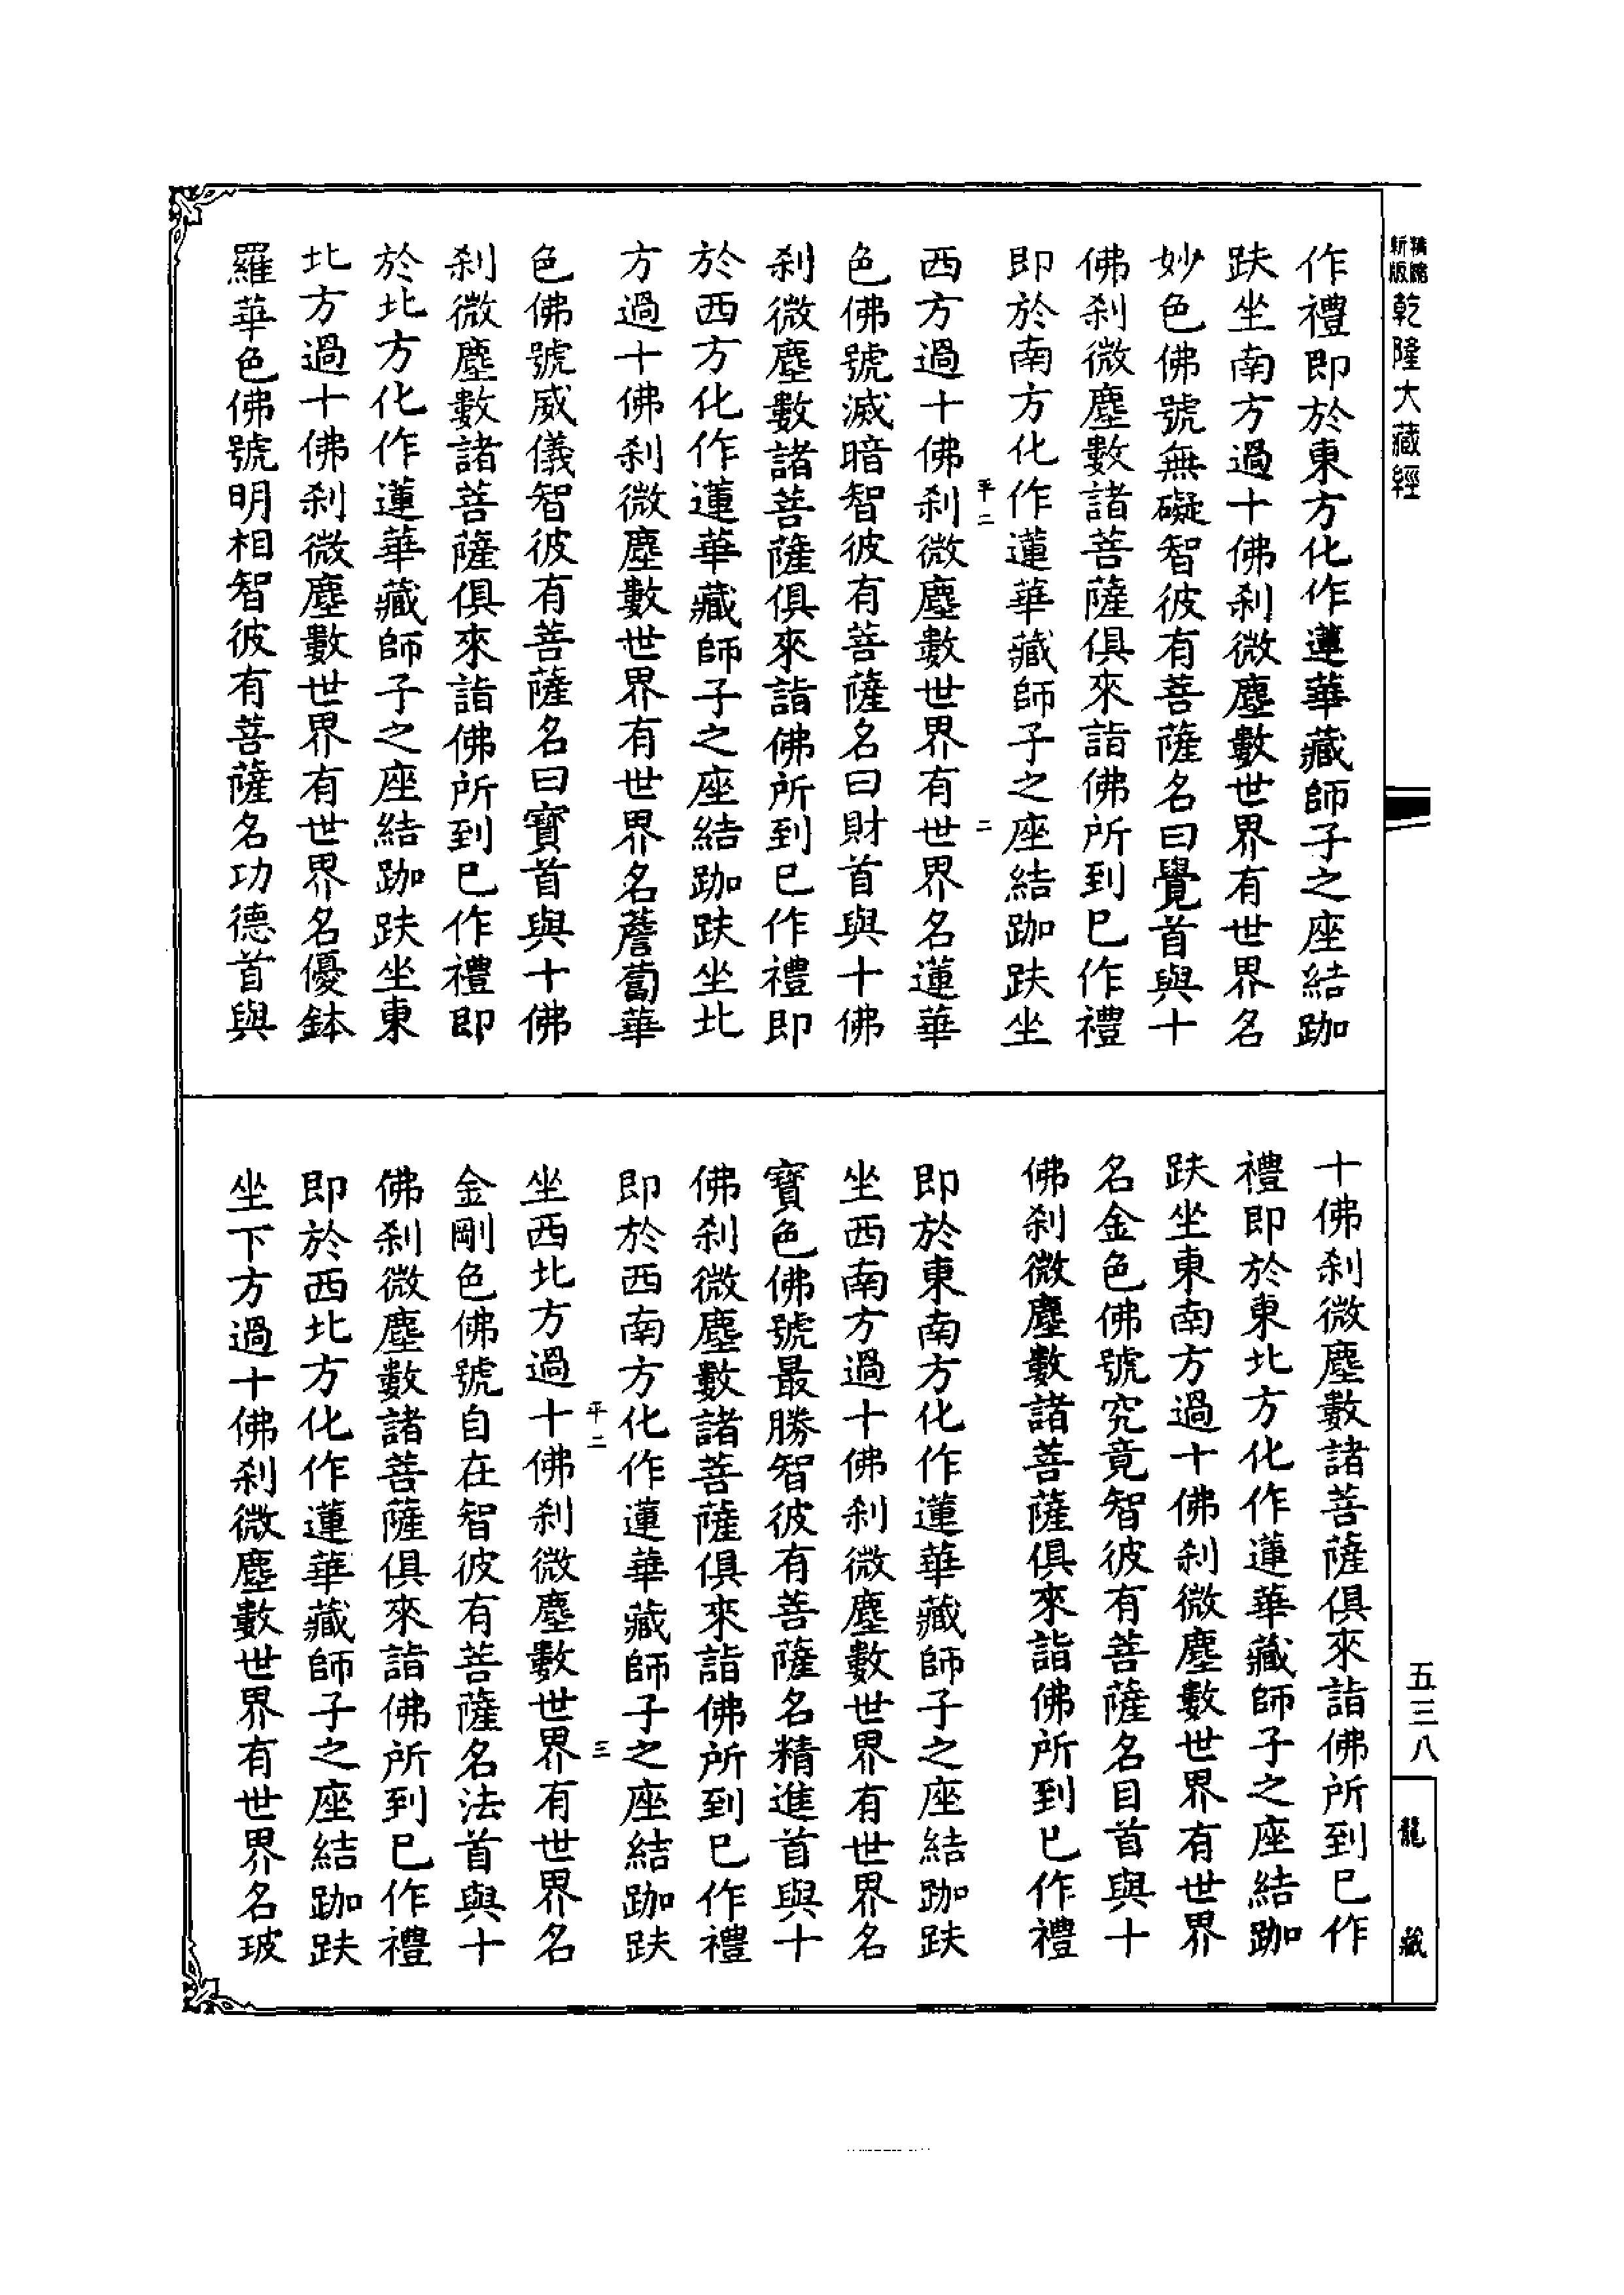 精縮
新版
乾隆大藏經
作禮即於東方化作蓮華藏師子之座結跏
趺坐南方過十佛刹微塵數世界有世界名
妙色佛號無礙智彼有菩薩名曰覺首與十
佛刹微塵數諸菩薩俱來詣佛所到已作禮
即於南方化作蓮華藏師子之座結跏趺坐
平二
二
西方過十佛刹微塵數世界有世界名蓮華
色佛號滅暗智彼有菩薩名曰財首與十佛
刹微塵數諸菩薩俱來詣佛所到已作禮即
於西方化作蓮華藏師子之座結跏趺坐北
方過十佛刹微塵數世界有世界名薝蔔華
色佛號威儀智彼有菩薩名曰寶首與十佛
刹微塵數諸菩薩俱來詣佛所到已作禮即
於北方化作蓮華藏師子之座結跏趺坐東
北方過十佛刹微塵數世界有世界名優鉢
羅華色佛號明相智彼有菩薩名功德首與
十佛刹微塵數諸菩薩俱來詣佛所到已作
禮即於東北方化作蓮華藏師子之座結跏
趺坐東南方過十佛刹微塵數世界有世界
名金色佛號究竟智彼有菩薩名目首與十
佛刹微塵數諸菩薩俱來詣佛所到已作禮
即於東南方化作蓮華藏師子之座結跏趺
坐西南方過十佛刹微塵數世界有世界名
寶色佛號最勝智彼有菩薩名精進首與十
佛刹微塵數諸菩薩俱來詣佛所到已作禮
即於西南方化作蓮華藏師子之座結跏趺
平二
三
坐西北方過十佛刹微塵數世界有世界名
金剛色佛號自在智彼有菩薩名法首與十
佛刹微塵數諸菩薩俱來詣佛所到已作禮
即於西北方化作蓮華藏師子之座結跏趺
坐下方過十佛刹微塵數世界有世界名玻
五三八
龍藏